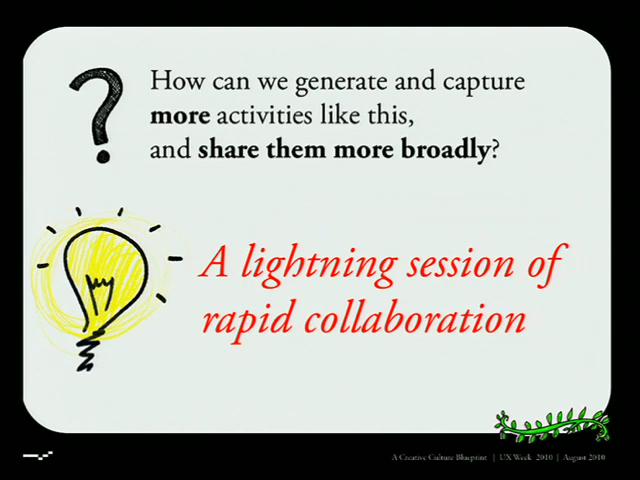 ?
How can we generate and capture
more activities like this,
and share them more broadly?
A lightning session of
rapid collaboration
A Creative Culture Blueprint | UX Week 2010 | August 2010